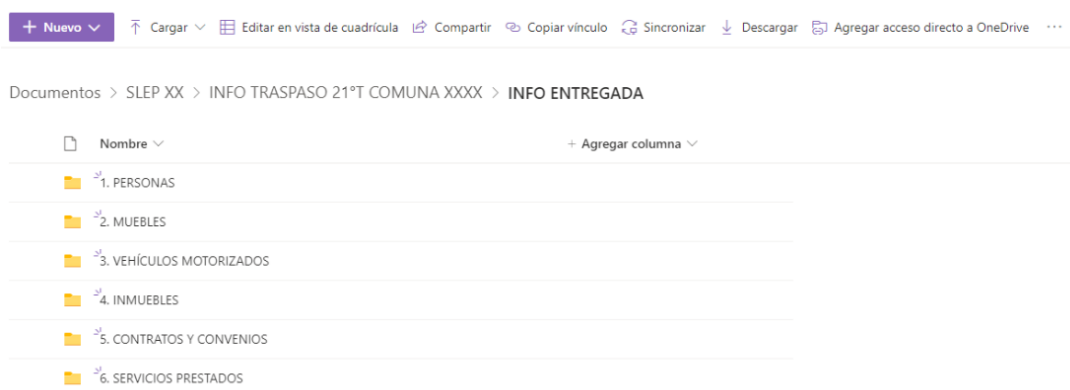 + Nuevo Cargar Editar en vista de cuadrícula Compartir Copiar vínculo Sincronizar Descargar Agregar acceso directo a OneDrive ...
Documentos > SLEP XX > INFO TRASPASO 21°T COMUNA XXXX > INFO ENTREGADA
Nombre + Agregar columna
1. PERSONAS
2. MUEBLES
3. VEHÍCULOS MOTORIZADOS
4. INMUEBLES
5. CONTRATOS Y CONVENIOS
6. SERVICIOS PRESTADOS